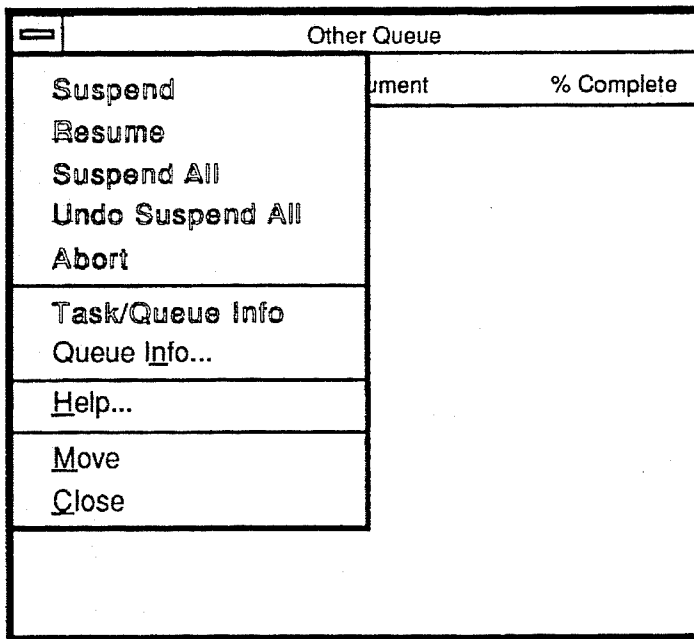 Other Queue
ument % Complete
Suspend
Resume
Suspend All
Undo Suspend All
Abort
Task/Queue Info
Queue Info...
Help...
Move
Close